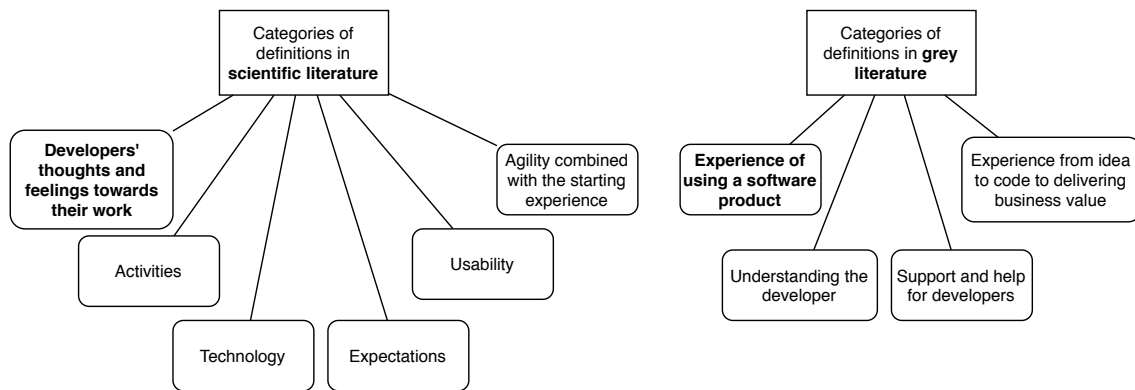 Categories of
definitions in
scientific literature
Developers'
thoughts and
feelings towards
their work
Activities
Technology
Expectations
Usability
Agility combined
with the starting
experience
Categories of
definitions in grey
literature
Experience of
using a software
product
Understanding the
developer
Support and help
for developers
Experience from idea
to code to delivering
business value